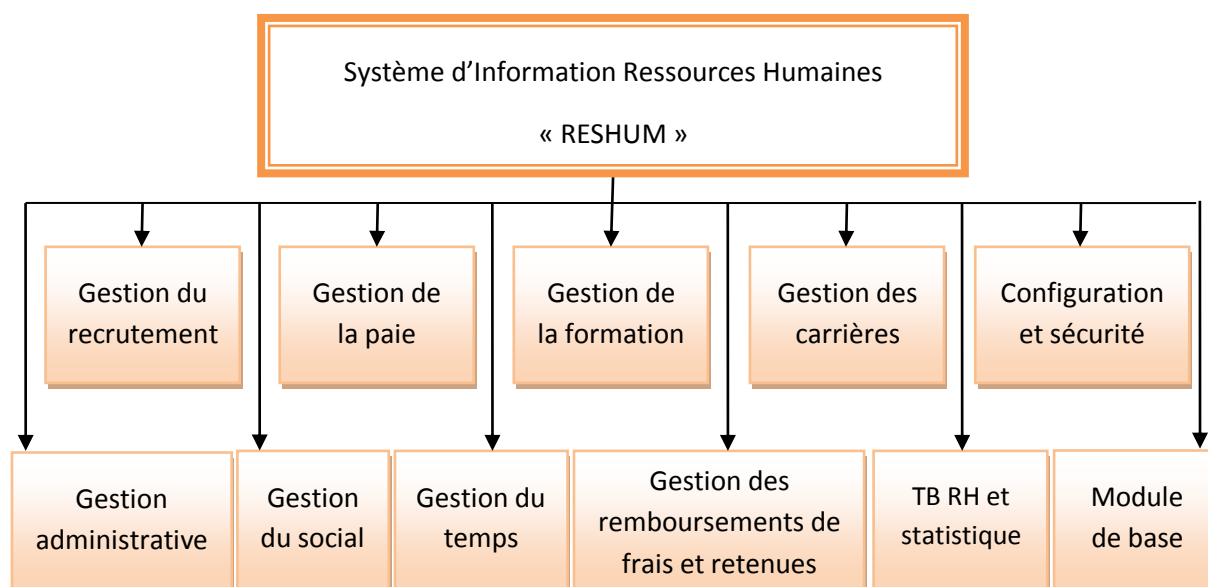 Système d'Information Ressources Humaines
« RESHUM »
Gestion du
recrutement
Gestion de
la paie
Gestion de
la formation
Gestion des
carrières
Configuration
et sécurité
Gestion
administrative
Gestion
du social
Gestion du
temps
Gestion des
remboursements de
frais et retenues
TB RH et
statistique
Module
de base